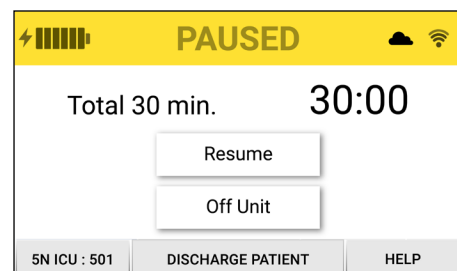 PAUSED
Total 30 min. 30:00
Resume
Off Unit
5N ICU : 501 DISCHARGE PATIENT HELP